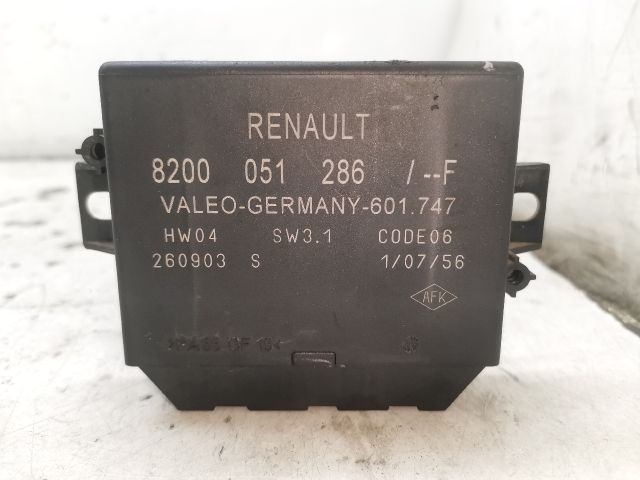 RENAULT
8200 051 286 /--F
VALEO-GERMANY-601.747
HW04 SW3.1 CODE06
260903 S 1/07/56
AFK